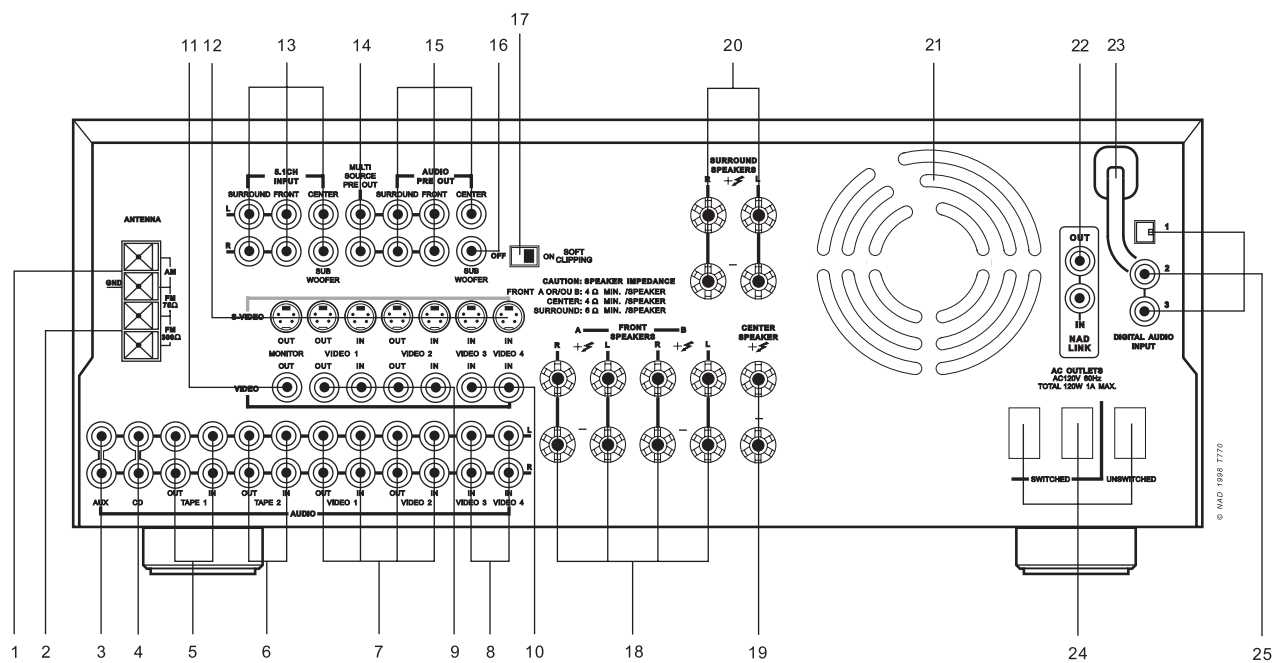 17
11 12 13 14 15 16 20 21 22 23
5.1CH
INPUT
MULTI
SOURCE
PRE OUT
AUDIO
PRE OUT
SURROUND FRONT CENTER
SURROUND FRONT CENTER
L
R
SUB
WOOFER
SUB
WOOFER
OFF
ON
SOFT
CLIPPING
SURROUND
SPEAKERS
R + L
–
ANTENNA
AM
GND
FM
75Ω
FM
300Ω
CAUTION: SPEAKER IMPEDANCE
FRONT A OR/OU B: 4 Ω MIN. /SPEAKER
CENTER: 4 Ω MIN. /SPEAKER
SURROUND: 6 Ω MIN. /SPEAKER
S-VIDEO
OUT OUT IN OUT IN IN IN
MONITOR VIDEO 1 VIDEO 2 VIDEO 3 VIDEO 4
OUT OUT IN OUT IN IN IN
VIDEO
A FRONT B
SPEAKERS
R + L R + L
– –
CENTER
SPEAKER
+
–
OUT
IN
NAD
LINK
1
2
3
DIGITAL AUDIO
INPUT
AC OUTLETS
AC120V 60Hz
TOTAL 120W 1A MAX.
SWITCHED UNSWITCHED
L
R
OUT IN OUT IN OUT IN OUT IN IN IN
AUX CD TAPE 1 TAPE 2 VIDEO 1 VIDEO 2 VIDEO 3 VIDEO 4
AUDIO
© NAD 1998 T770
1 2 3 4 5 6 7 9 8 10 18 19 24 25